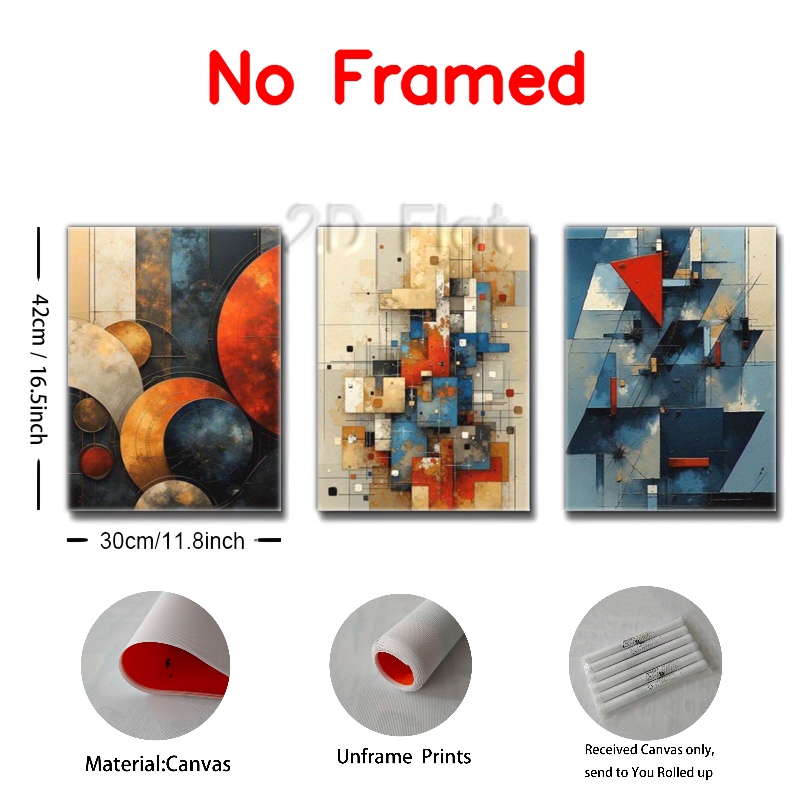 No Framed
2D Flat
42cm / 16.5inch
30cm/11.8inch
Material:Canvas
Unframe Prints
Received Canvas only,
send to You Rolled up